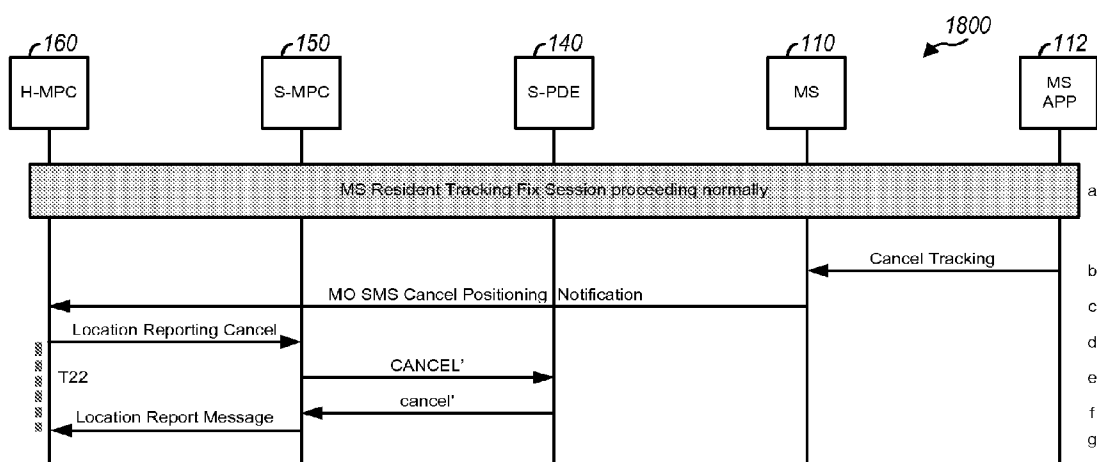 1800
160
150
140
110
112
H-MPC
S-MPC
S-PDE
MS
MS
APP
MS Resident Tracking Fix Session proceeding normally
a
Cancel Tracking
b
MO SMS Cancel Positioning Notification
c
Location Reporting Cancel
d
T22
CANCEL'
e
cancel'
f
Location Report Message
g